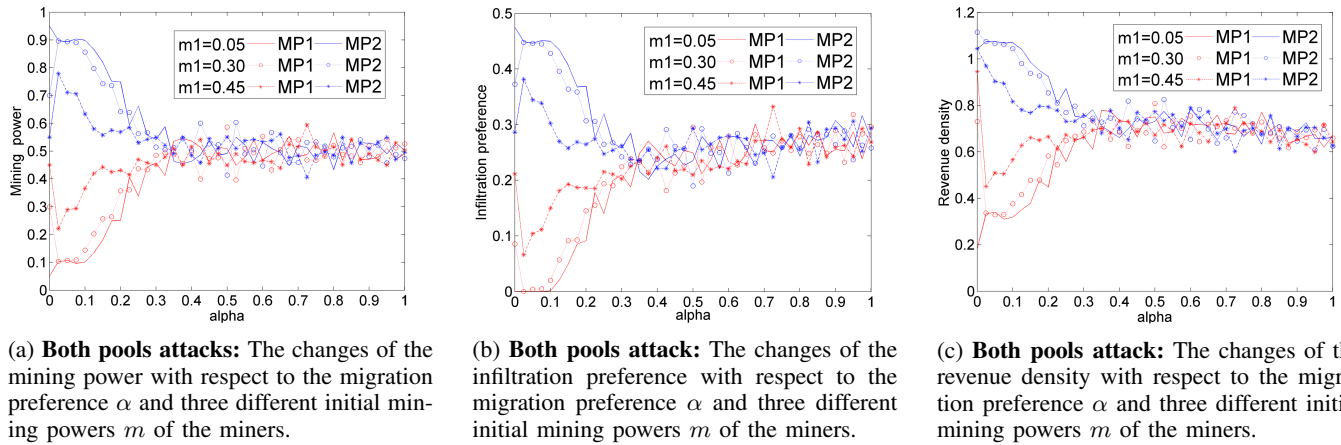 1
0.9
0.8
0.7
0.6
0.5
0.4
0.3
0.2
0.1
0
Mining power
m1=0.05 MP1 MP2
m1=0.30 MP1 MP2
m1=0.45 MP1 MP2
0 0.1 0.2 0.3 0.4 0.5 0.6 0.7 0.8 0.9 1
alpha
(a) Both pools attacks: The changes of the
mining power with respect to the migration
preference α and three different initial min-
ing powers m of the miners.
0.5
0.4
0.3
0.2
0.1
0
Infiltration preference
m1=0.05 MP1 MP2
m1=0.30 MP1 MP2
m1=0.45 MP1 MP2
0 0.1 0.2 0.3 0.4 0.5 0.6 0.7 0.8 0.9 1
alpha
(b) Both pools attack: The changes of the
infiltration preference with respect to the
migration preference α and three different
initial mining powers m of the miners.
1.2
1
0.8
0.6
0.4
0.2
0
Revenue density
m1=0.05 MP1 MP2
m1=0.30 MP1 MP2
m1=0.45 MP1 MP2
0 0.1 0.2 0.3 0.4 0.5 0.6 0.7 0.8 0.9 1
alpha
(c) Both pools attack: The changes of th
revenue density with respect to the migr
tion preference α and three different initi
mining powers m of the miners.